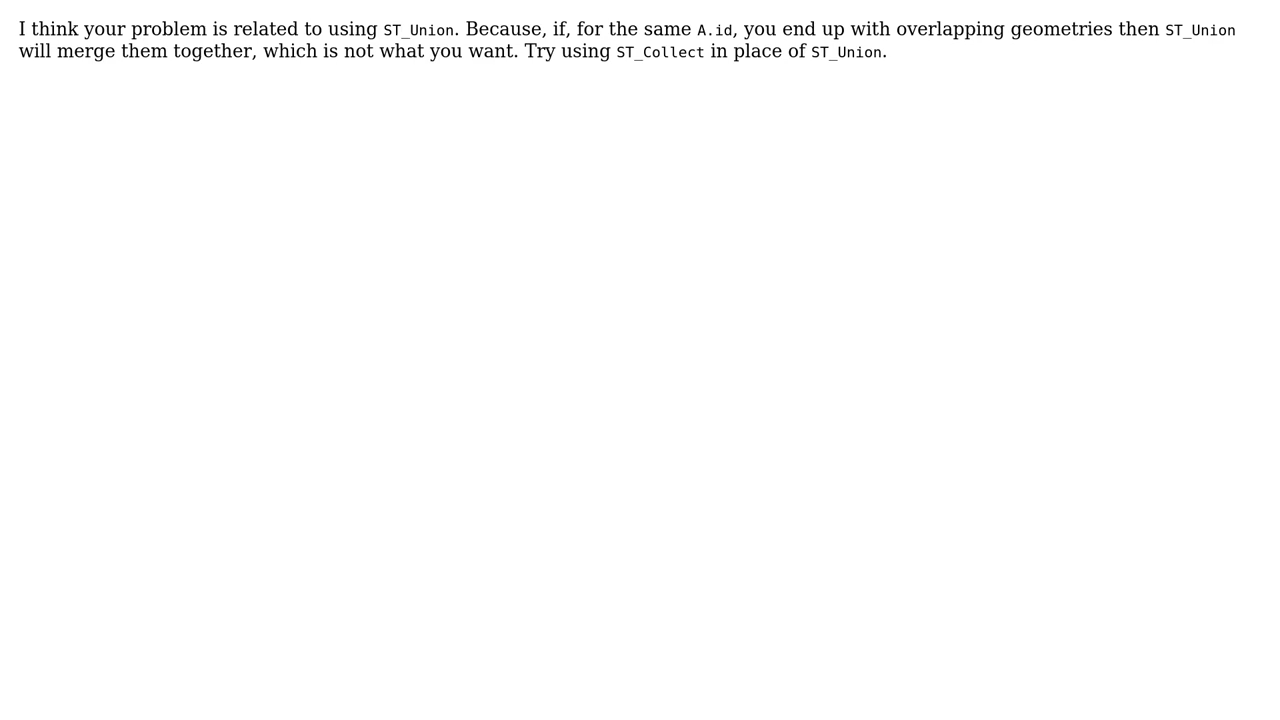 I think your problem is related to using ST_Union. Because, if, for the same A.id, you end up with overlapping geometries then ST_Union
will merge them together, which is not what you want. Try using ST_Collect in place of ST_Union.